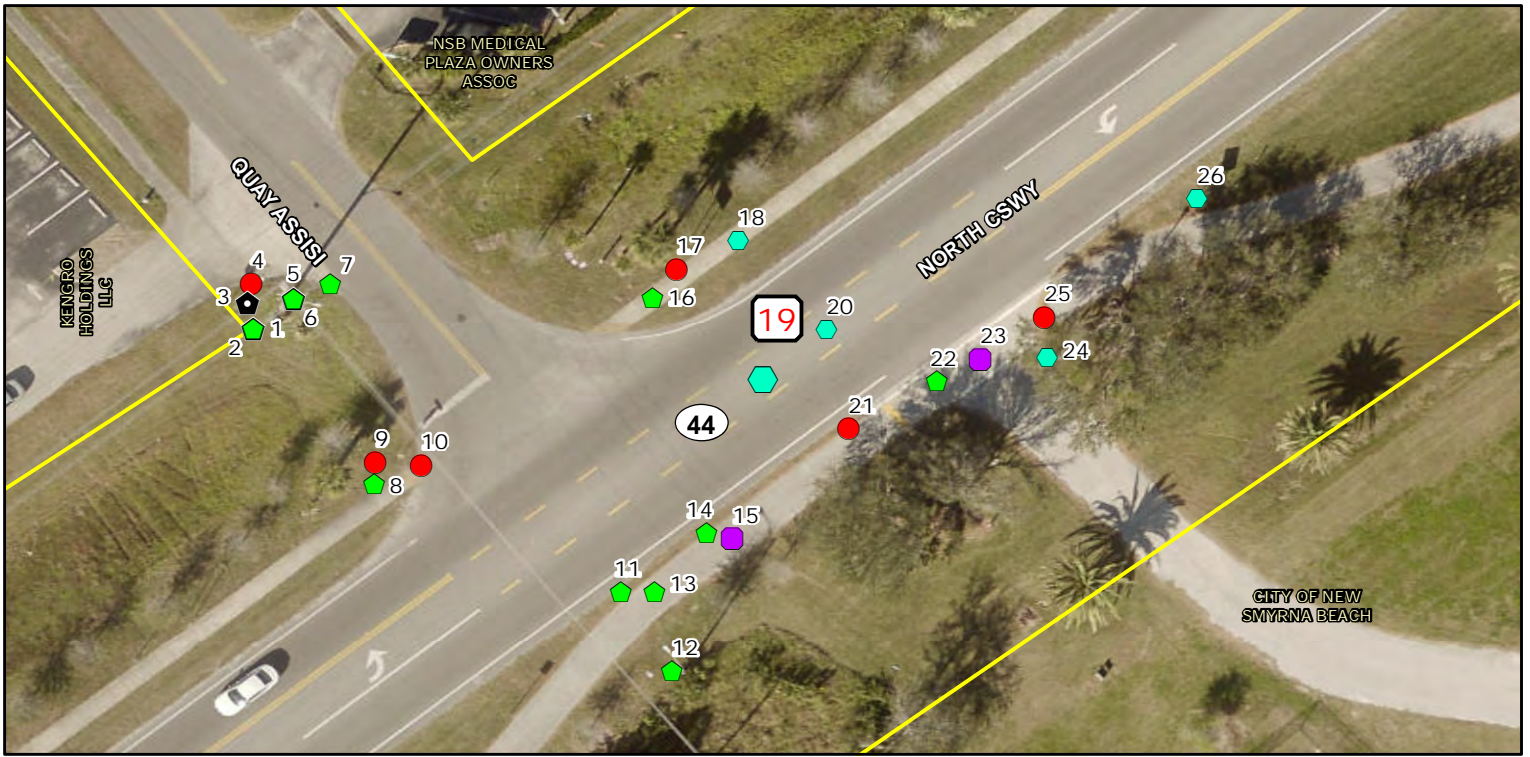 NSB MEDICAL
PLAZA OWNERS
ASSOC
QUAY ASSISI
KENGRO
HOLDINGS
LLC
4
5
7
3
6
1
2
9
10
8
18
17
16
19
20
NORTH CSWY
26
25
24
23
22
21
44
14
15
11
13
12
CITY OF NEW
SMYRNA BEACH